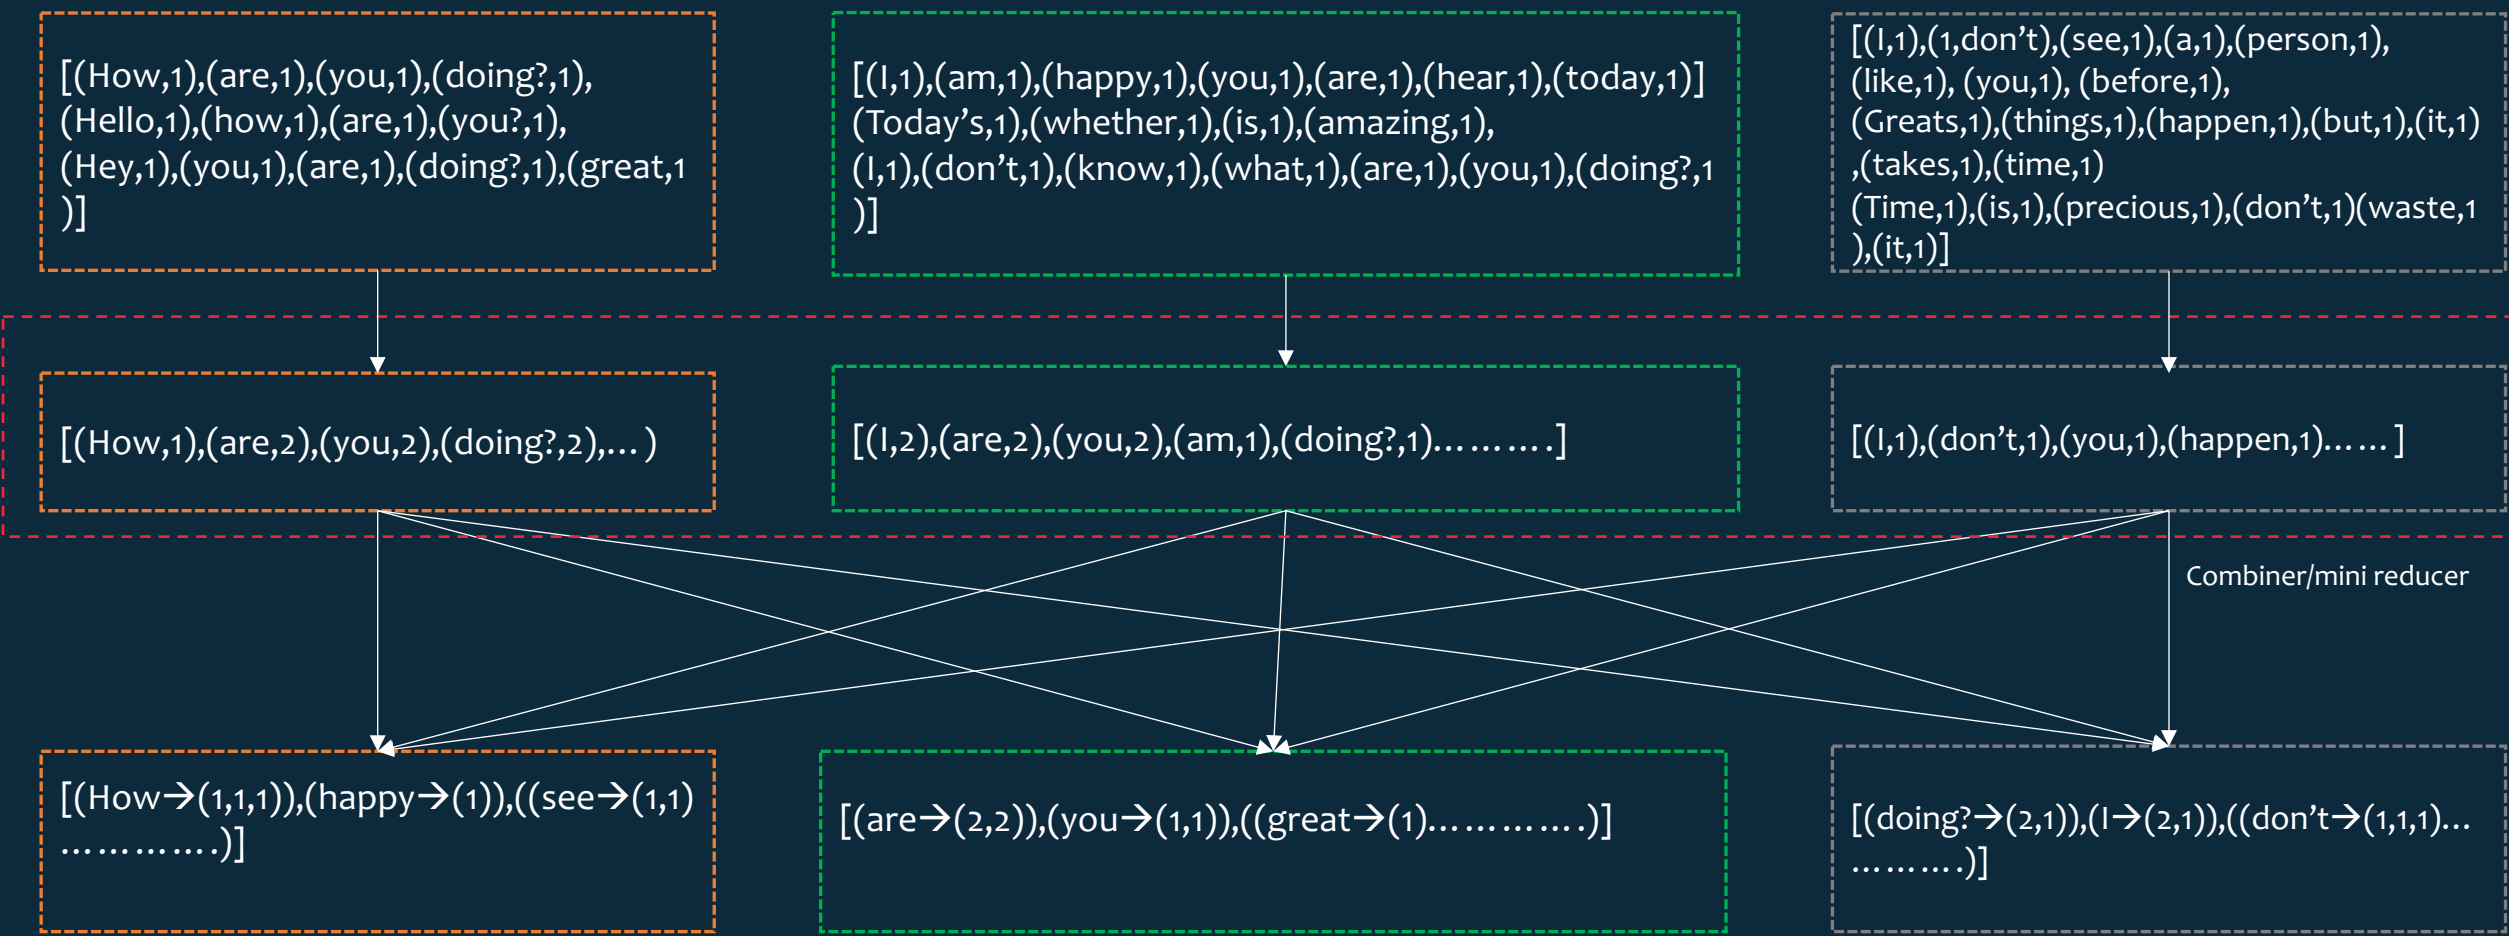 [(How,1),(are,1),(you,1),(doing?,1),
(Hello,1),(how,1),(are,1),(you?,1),
(Hey,1),(you,1),(are,1),(doing?,1),(great,1
)]
[(I,1),(am,1),(happy,1),(you,1),(are,1),(hear,1),(today,1)]
(Today’s,1),(whether,1),(is,1),(amazing,1),
(I,1),(don’t,1),(know,1),(what,1),(are,1),(you,1),(doing?,1
)]
[(I,1),(1,don’t),(see,1),(a,1),(person,1),
(like,1), (you,1), (before,1),
(Greats,1),(things,1),(happen,1),(but,1),(it,1)
,(takes,1),(time,1)
(Time,1),(is,1),(precious,1),(don’t,1)(waste,1
),(it,1)]
[(How,1),(are,2),(you,2),(doing?,2),…)
[(I,2),(are,2),(you,2),(am,1),(doing?,1)……….]
[(I,1),(don’t,1),(you,1),(happen,1)……]
Combiner/mini reducer
[(How→(1,1,1)),(happy→(1)),((see→(1,1)
………….)]
[(are→(2,2)),(you→(1,1)),((great→(1)………….)]
[(doing?→(2,1)),(I→(2,1)),((don’t→(1,1,1)…
……….)]